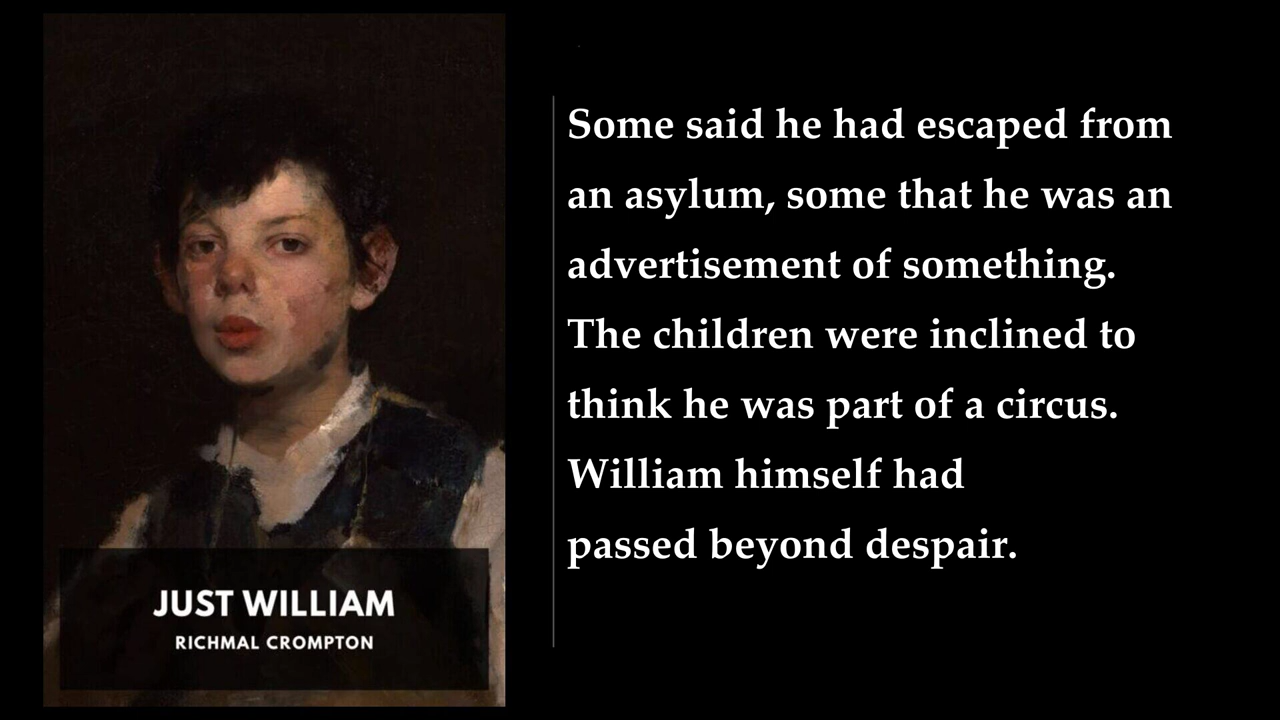 JUST WILLIAM
RICHMAL CROMPTON
Some said he had escaped from
an asylum, some that he was an
advertisement of something.
The children were inclined to
think he was part of a circus.
William himself had
passed beyond despair.